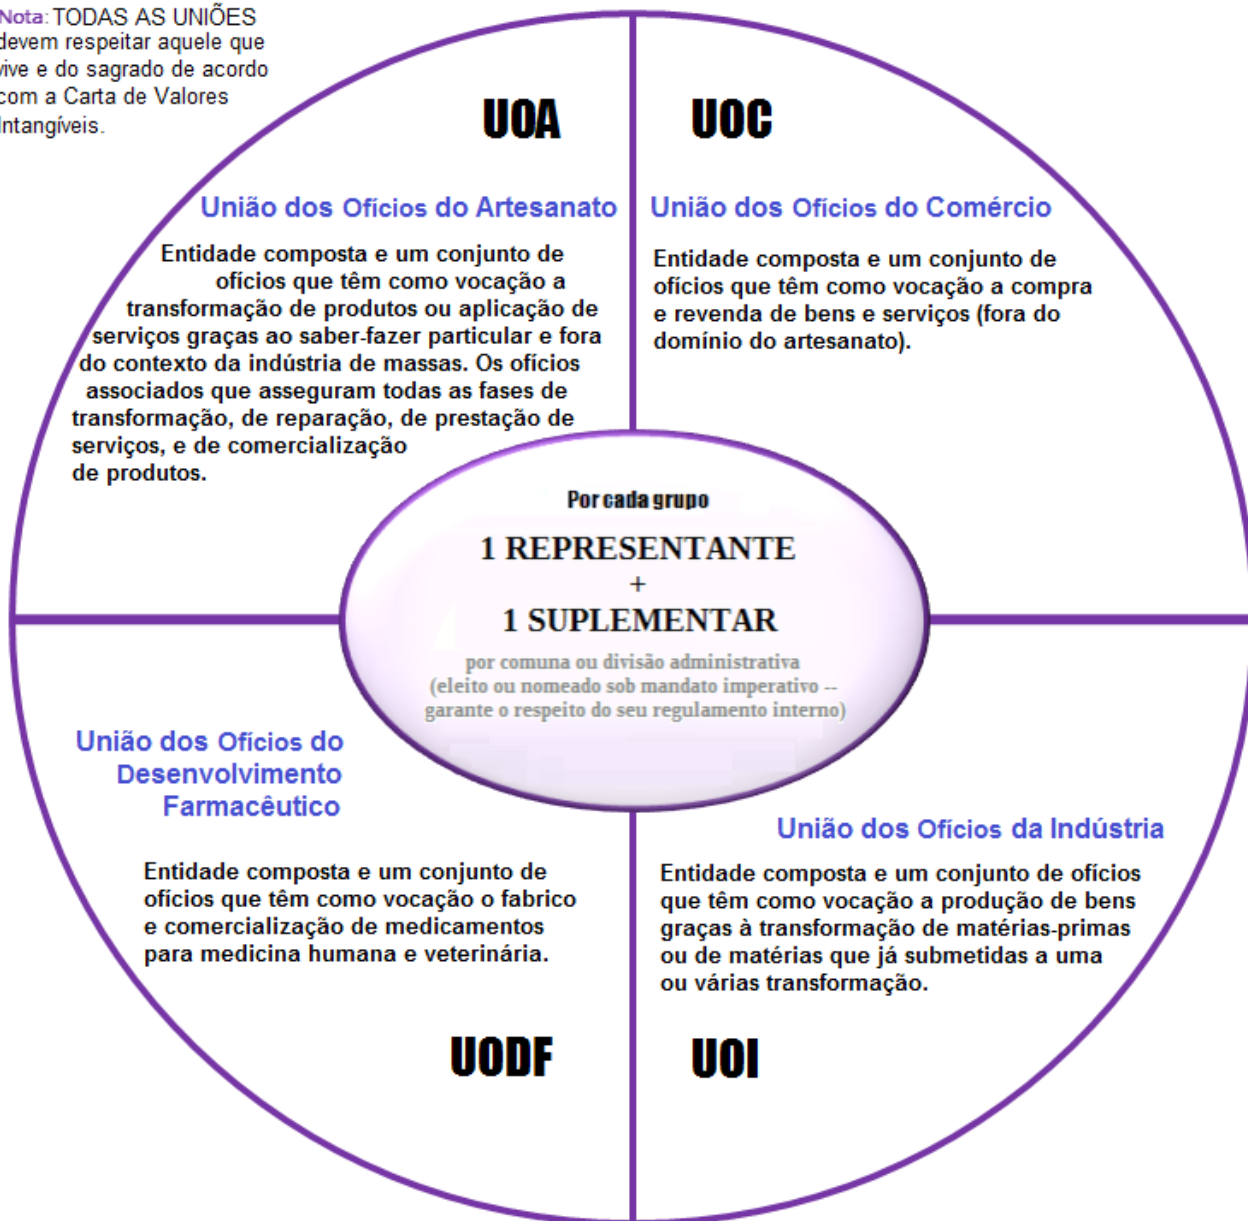 Nota: TODAS AS UNIÕES
devem respeitar aquele que
vive e do sagrado de acordo
com a Carta de Valores
Intangíveis.
UOA
União dos Ofícios do Artesanato
Entidade composta e um conjunto de
ofícios que têm como vocação a
transformação de produtos ou aplicação de
serviços graças ao saber-fazer particular e fora
do contexto da indústria de massas. Os ofícios
associados que asseguram todas as fases de
transformação, de reparação, de prestação de
serviços, e de comercialização
de produtos.
UOC
União dos Ofícios do Comércio
Entidade composta e um conjunto de
ofícios que têm como vocação a compra
e revenda de bens e serviços (fora do
domínio do artesanato).
Por cada grupo
1 REPRESENTANTE
+
1 SUPLEMENTAR
por comuna ou divisão administrativa
(eleito ou nomeado sob mandato imperativo --
garante o respeito do seu regulamento interno)
União dos Ofícios do
Desenvolvimento
Farmacêutico
Entidade composta e um conjunto de
ofícios que têm como vocação o fabrico
e comercialização de medicamentos
para medicina humana e veterinária.
UODF
União dos Ofícios da Indústria
Entidade composta e um conjunto de ofícios
que têm como vocação a produção de bens
graças à transformação de matérias-primas
ou de matérias que já submetidas a uma
ou várias transformação.
UOI